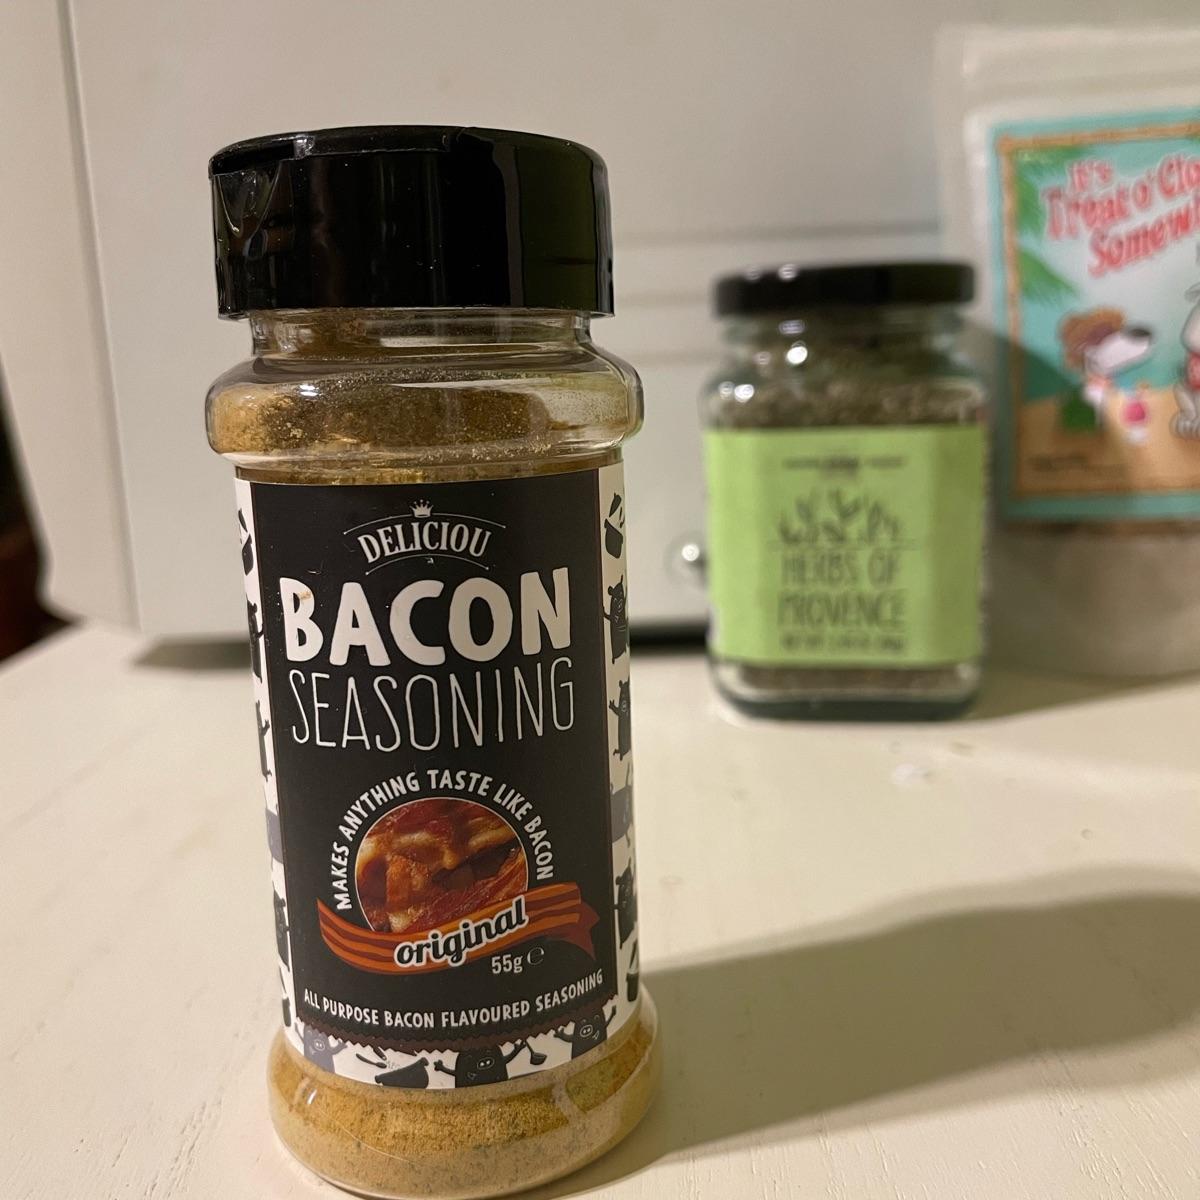 DELICIOU
BACON
SEASONING
MAKES ANYTHING TASTE LIKE BACON
original
55g ℮
ALL PURPOSE BACON FLAVOURED SEASONING
HERBS OF
PROVENCE
It's
Treat o'Clo
Somewh